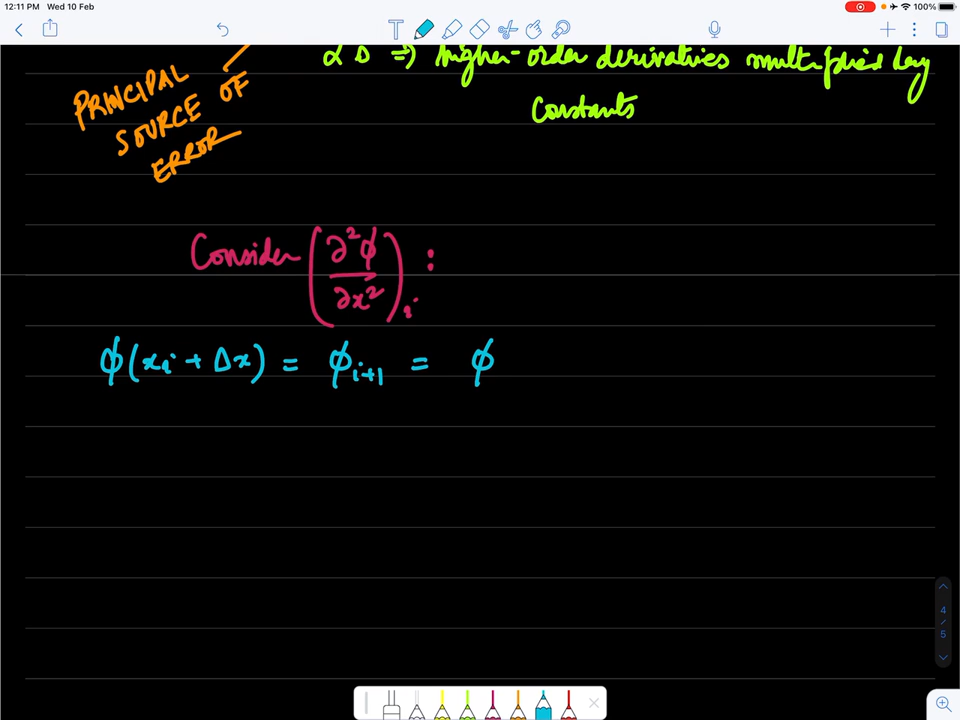 12:11 PM Wed 10 Feb
100%
T
α, Δ ⇒ higher-order derivatives multiplied by
constants
PRINCIPAL
SOURCE OF
ERROR
Consider (∂²ϕ/∂x²)ᵢ :
ϕ(xᵢ + Δx) = ϕᵢ₊₁ = ϕ
4
/
5